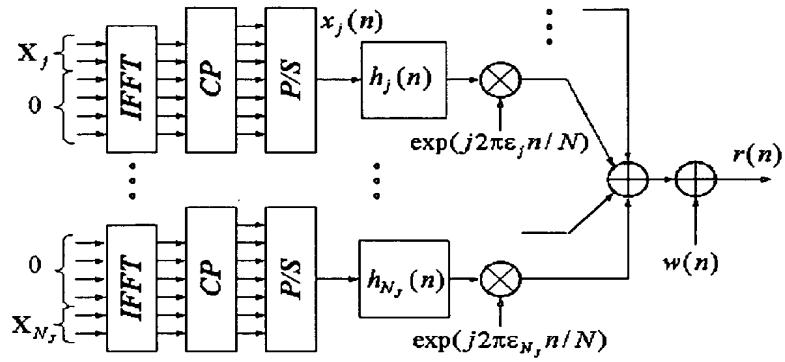 x_j(n)
X_j
0
IFFT
CP
P/S
h_j(n)
exp(j2πε_j n/N)
r(n)
w(n)
0
X_{N_J}
IFFT
CP
P/S
h_{N_J}(n)
exp(j2πε_{N_J} n/N)